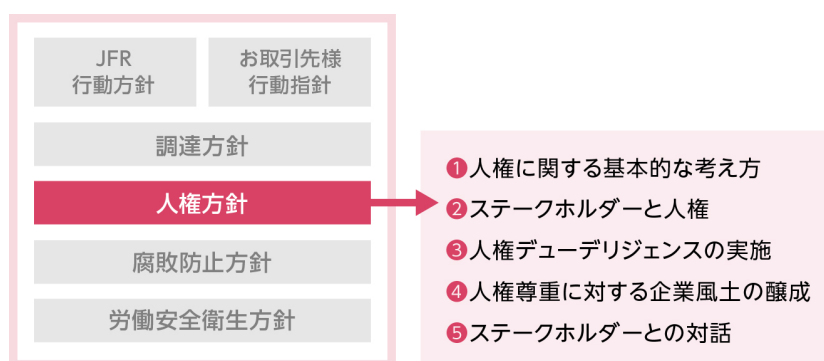 JFR
行動方針
お取引先様
行動指針
調達方針
人権方針
腐敗防止方針
労働安全衛生方針
❶人権に関する基本的な考え方
❷ステークホルダーと人権
❸人権デューデリジェンスの実施
❹人権尊重に対する企業風土の醸成
❺ステークホルダーとの対話